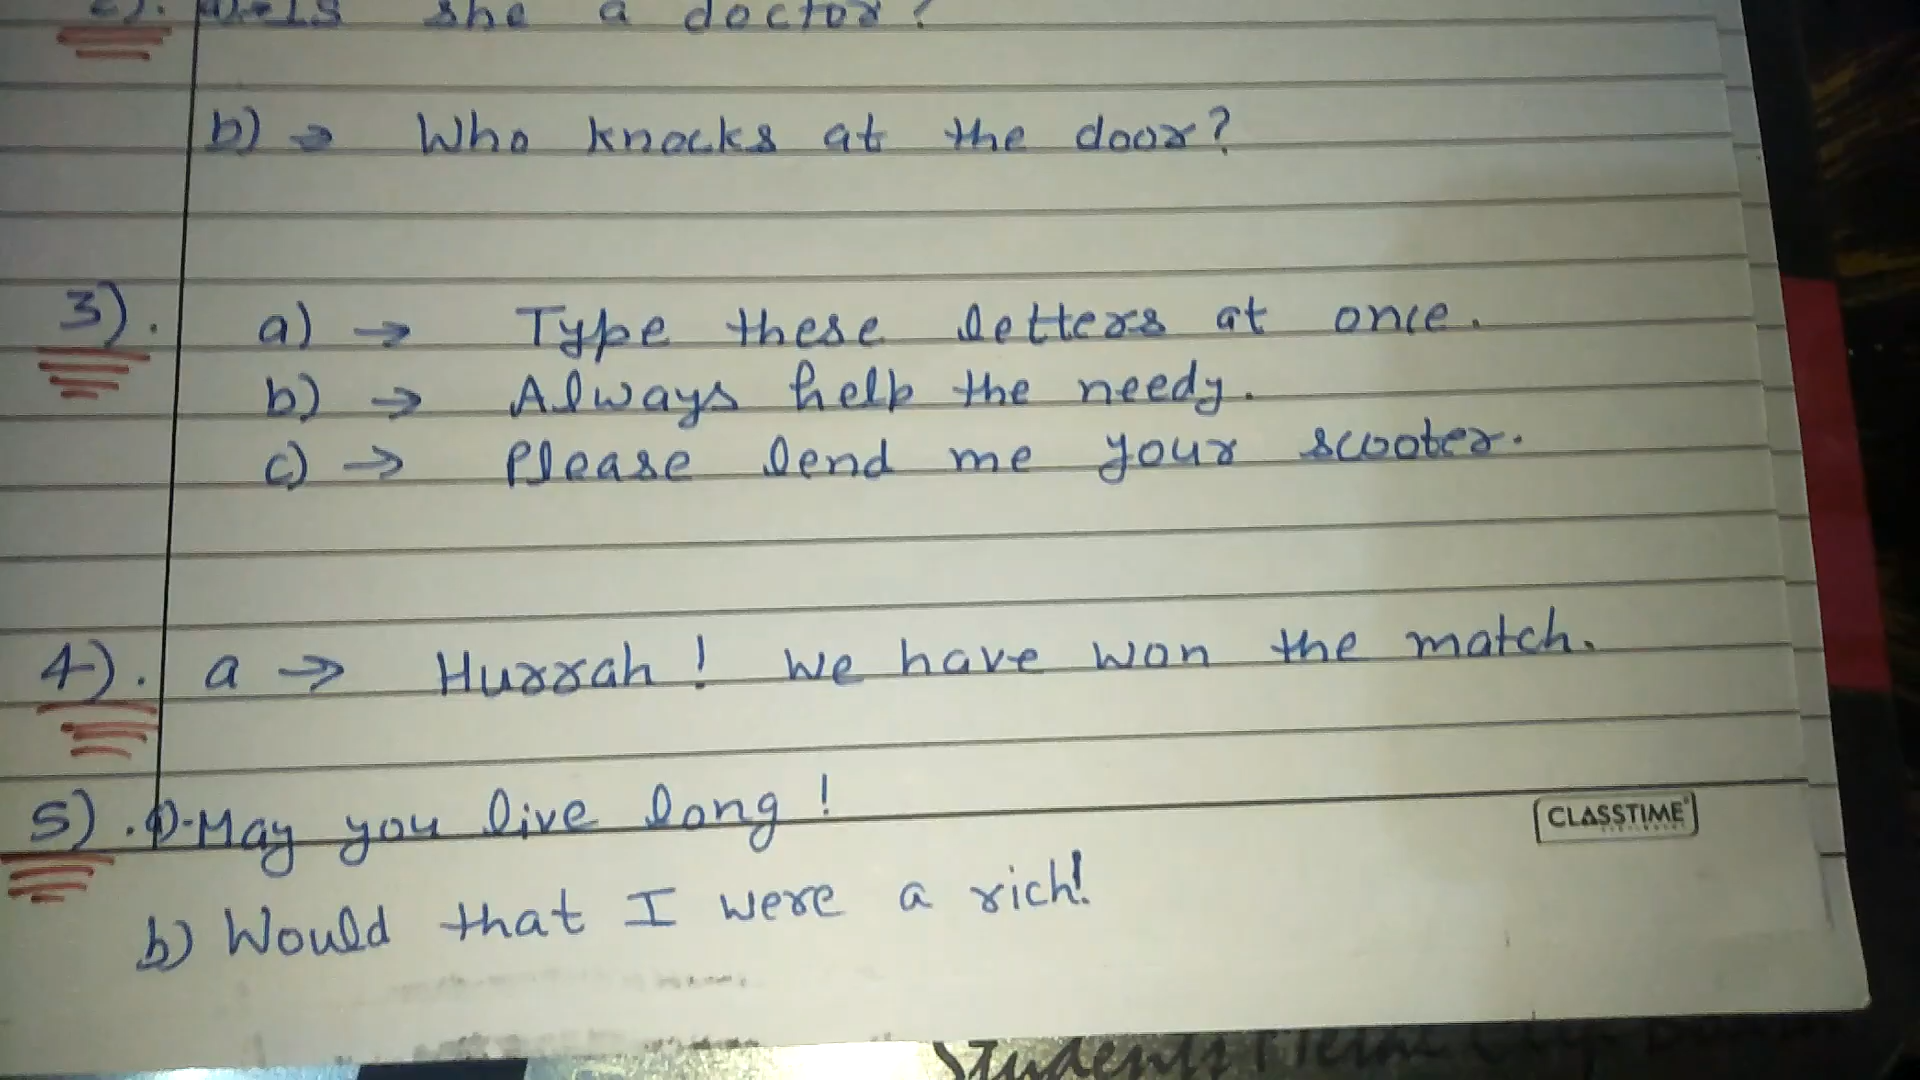 Is she a doctor?
b) → Who knocks at the door?
3). a) → Type these letters at once.
b) → Always help the needy.
c) → Please lend me your scooter.
4). a → Hurrah! We have won the match.
5). May you live long!
CLASSTIME
b) Would that I were a rich!
Students